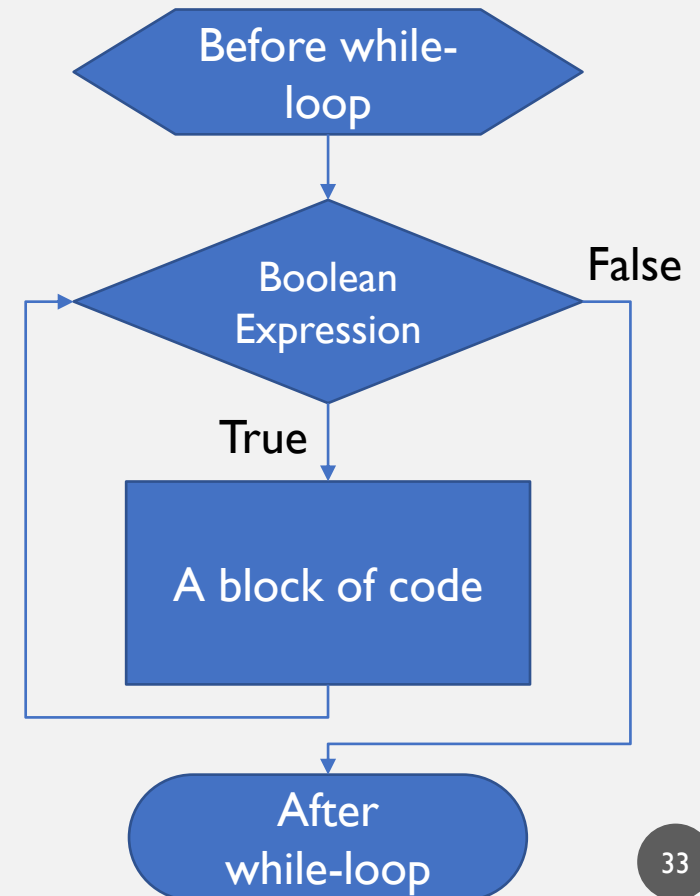 Before while-
loop
Boolean
Expression
False
True
A block of code
After
while-loop
33